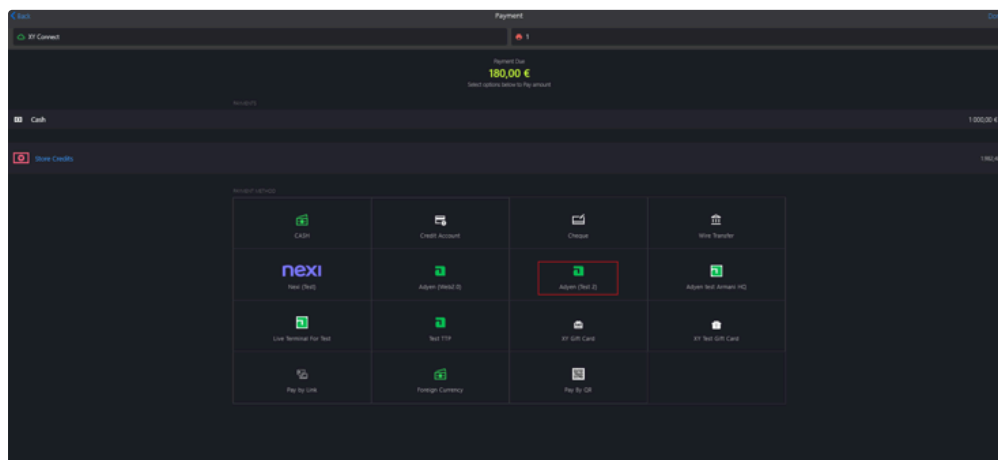 Back
Payment
XY Connect
1
Payment Due
180,00 €
Select options below to Pay amount
PAYMENTS
Cash
1 000,00 €
Store Credits
PAYMENT METHOD
CASH
Credit Account
Cheque
Wire Transfer
nexi
Nexi (Test)
Adyen (Test 2)
Adyen test Armani HQ
Live Terminal For Test
Test TTP
XY Gift Card
XY Test Gift Card
Pay by Link
Foreign Currency
Pay By QR